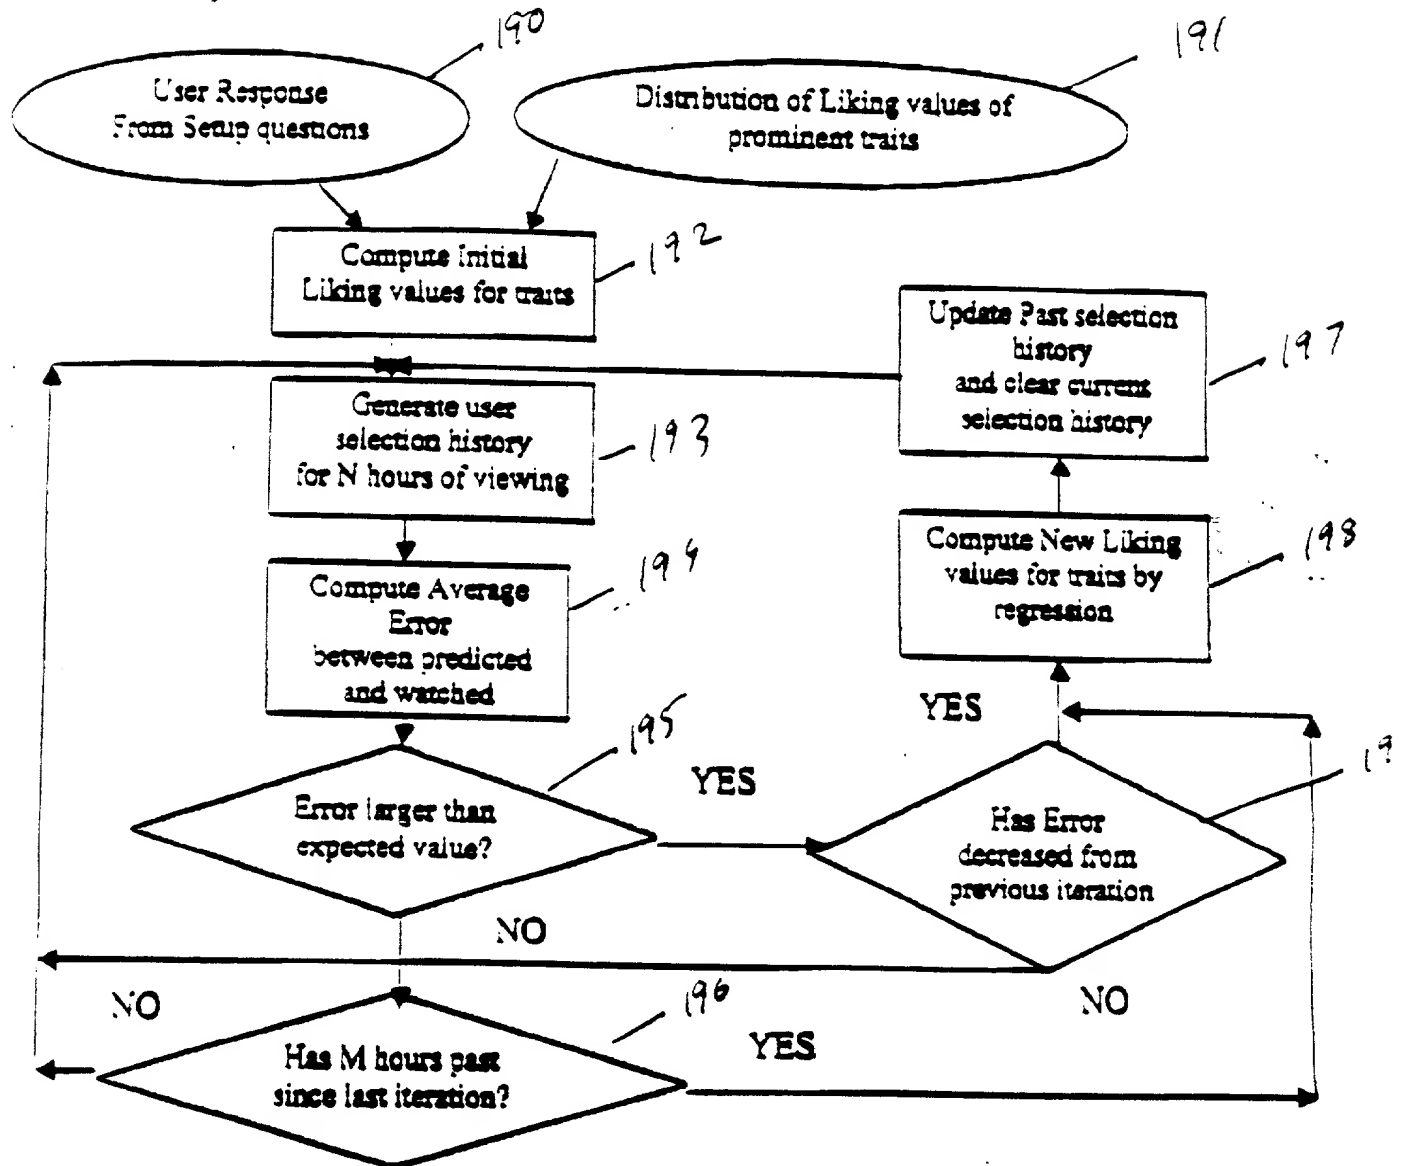 190
191
User Response
From Setup questions
Distribution of Liking values of
prominent traits
Compute Initial
Liking values for traits
192
Update Past selection
history
and clear current
selection history
197
Generate user
selection history
for N hours of viewing
193
Compute New Liking
values for traits by
regression
198
Compute Average
Error
between predicted
and watched
194
YES
195
YES
19
Error larger than
expected value?
Has Error
decreased from
previous iteration
NO
NO
NO
196
YES
Has M hours past
since last iteration?